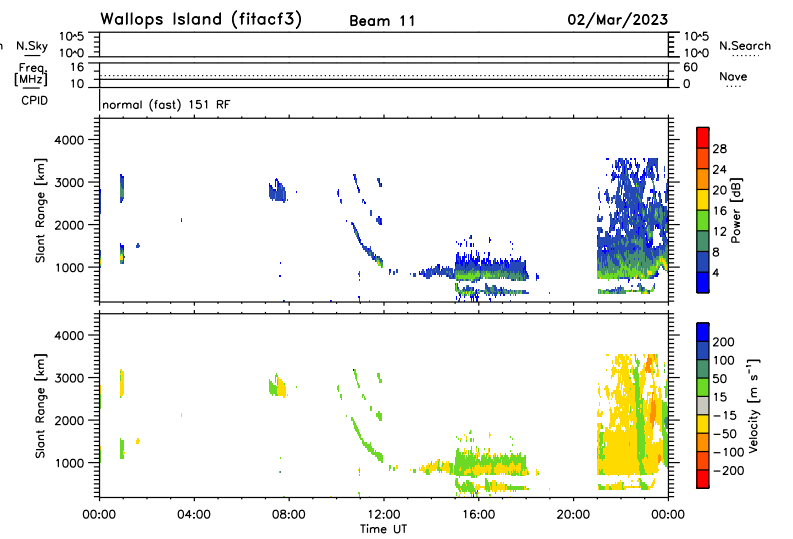 Wallops Island (fitacf3) Beam 11 02/Mar/2023
n N.Sky 10^5 10^5 N.Search
10^0 10^0
Freq. 16 60
[MHz] 10 0 Nave
CPID normal (fast) 151 RF
4000
3000
2000
1000
Slant Range [km]
28
24
20
16
12
8
4
Power [dB]
4000
3000
2000
1000
Slant Range [km]
200
100
50
15
-15
-50
-100
-200
Velocity [m s⁻¹]
00:00 04:00 08:00 12:00 16:00 20:00 00:00
Time UT